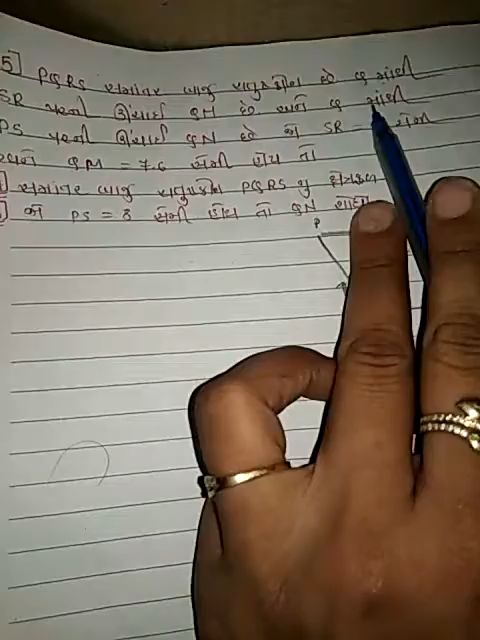 5] PQRS સમાંતર બાજુ ચતુષ્કોણ છે Q માંથી
SR પરનો ઊંચાઈ QM છે. અને Q માંથી
PS પરનો ઊંચાઈ QN છે જો SR
QM = 7.6 સેમી હોય તો
સમાંતર બાજુ ચતુષ્કોણ PQRS નુ ક્ષેત્રફળ
જો PS = 8 સેમી હોય તો QN શોધો
P